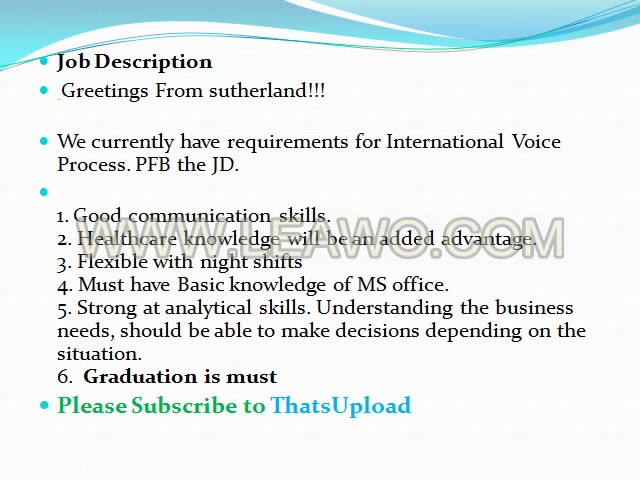 Job Description
Greetings From sutherland!!!
We currently have requirements for International Voice
Process. PFB the JD.
1. Good communication skills.
WWW.LEAWO.COM
2. Healthcare knowledge will be an added advantage.
3. Flexible with night shifts
4. Must have Basic knowledge of MS office.
5. Strong at analytical skills. Understanding the business
needs, should be able to make decisions depending on the
situation.
6. Graduation is must
Please Subscribe to ThatsUpload